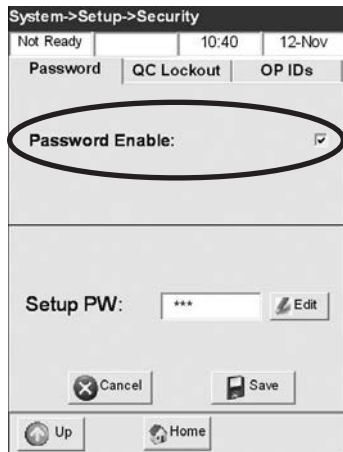 System->Setup->Security
Not Ready 10:40 12-Nov
Password QC Lockout OP IDs
Password Enable:
Setup PW: *** Edit
Cancel Save
Up Home